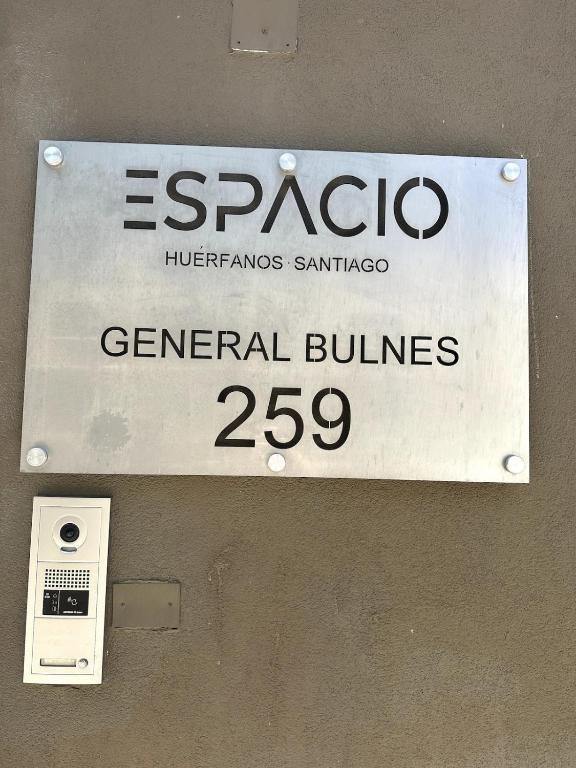 ESPACIO
HUÉRFANOS · SANTIAGO
GENERAL BULNES
259